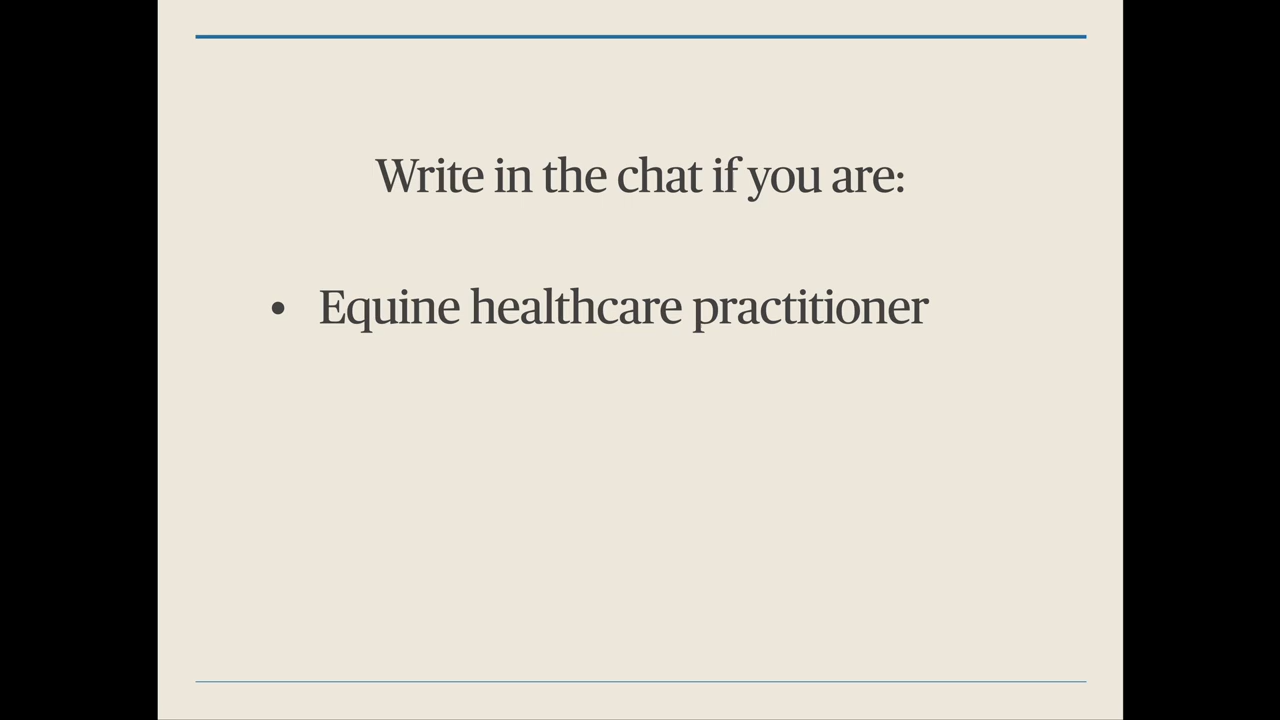 Write in the chat if you are:
• Equine healthcare practitioner